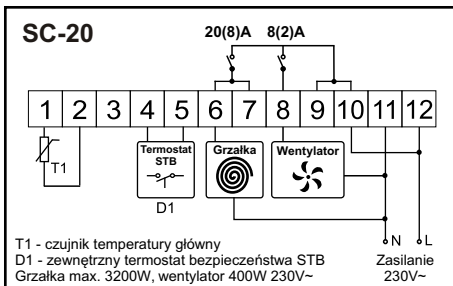 SC-20
20(8)A 8(2)A
1 2 3 4 5 6 7 8 9 10 11 12
T1
Termostat
STB
Grzałka
Wentylator
D1
N L
T1 - czujnik temperatury główny
D1 - zewnętrzny termostat bezpieczeństwa STB
Grzałka max. 3200W, wentylator 400W 230V~
Zasilanie
230V~